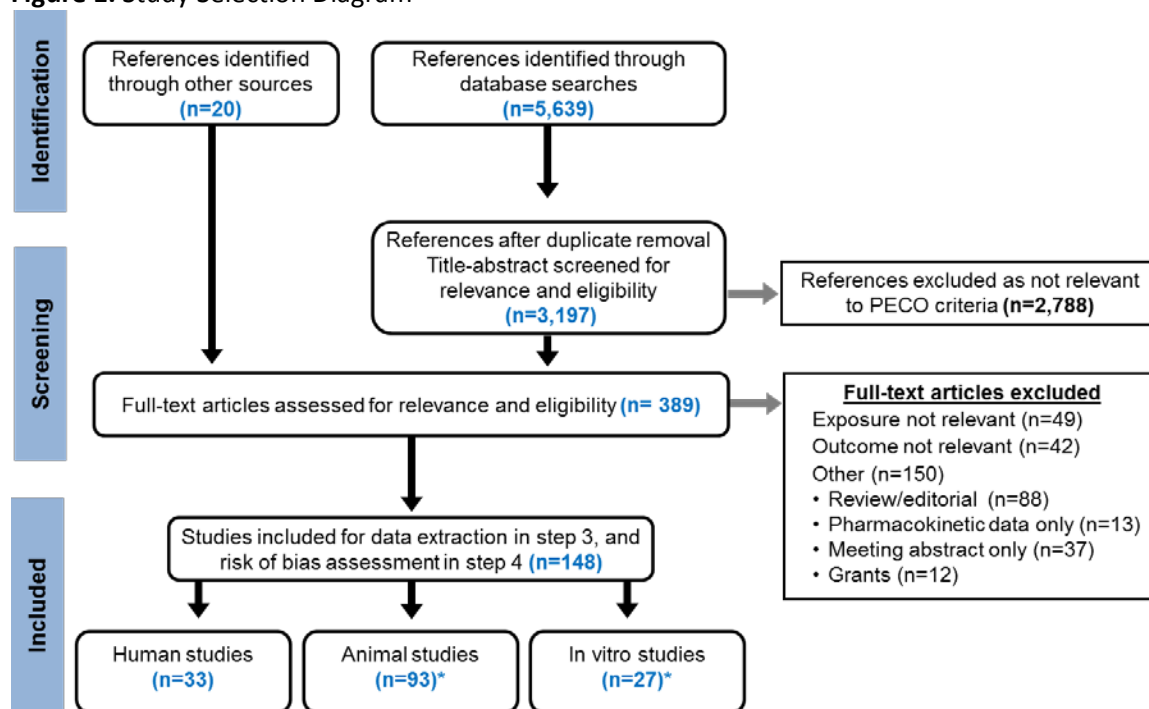 Figure 1. Study Selection Diagram
Identification
References identified
through other sources
(n=20)
References identified through
database searches
(n=5,639)
Screening
References after duplicate removal
Title-abstract screened for
relevance and eligibility
(n=3,197)
References excluded as not relevant
to PECO criteria (n=2,788)
Full-text articles assessed for relevance and eligibility (n= 389)
Full-text articles excluded
Exposure not relevant (n=49)
Outcome not relevant (n=42)
Other (n=150)
• Review/editorial (n=88)
• Pharmacokinetic data only (n=13)
• Meeting abstract only (n=37)
• Grants (n=12)
Included
Studies included for data extraction in step 3, and
risk of bias assessment in step 4 (n=148)
Human studies
(n=33)
Animal studies
(n=93)*
In vitro studies
(n=27)*